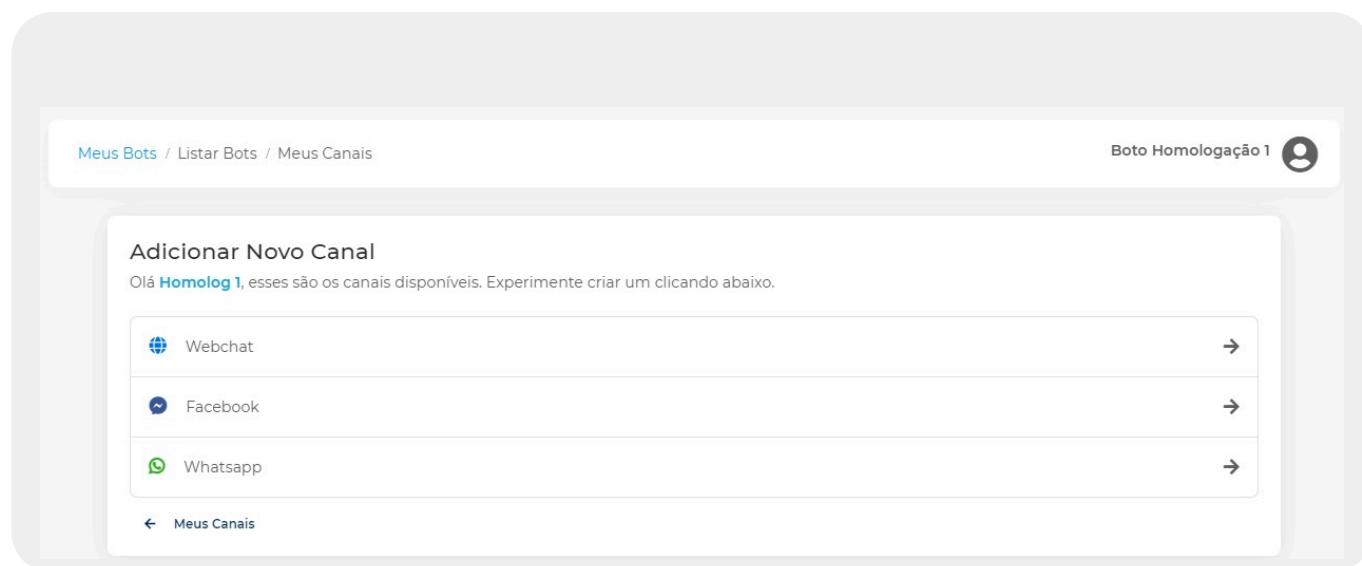 Meus Bots / Listar Bots / Meus Canais
Boto Homologação 1
Adicionar Novo Canal
Olá Homolog 1, esses são os canais disponíveis. Experimente criar um clicando abaixo.
Webchat
Facebook
Whatsapp
Meus Canais